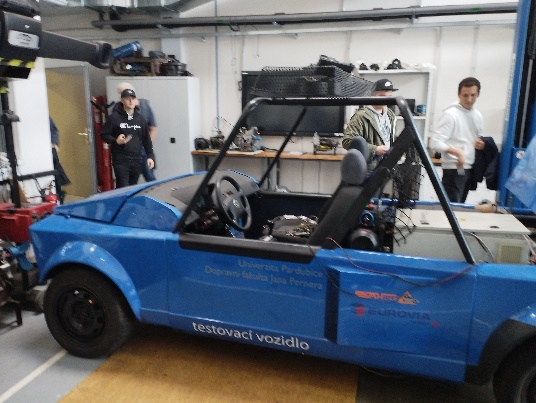 Univerzita Pardubice
Dopravní fakulta Jana Pernera
EUROVIA
testovací vozidlo